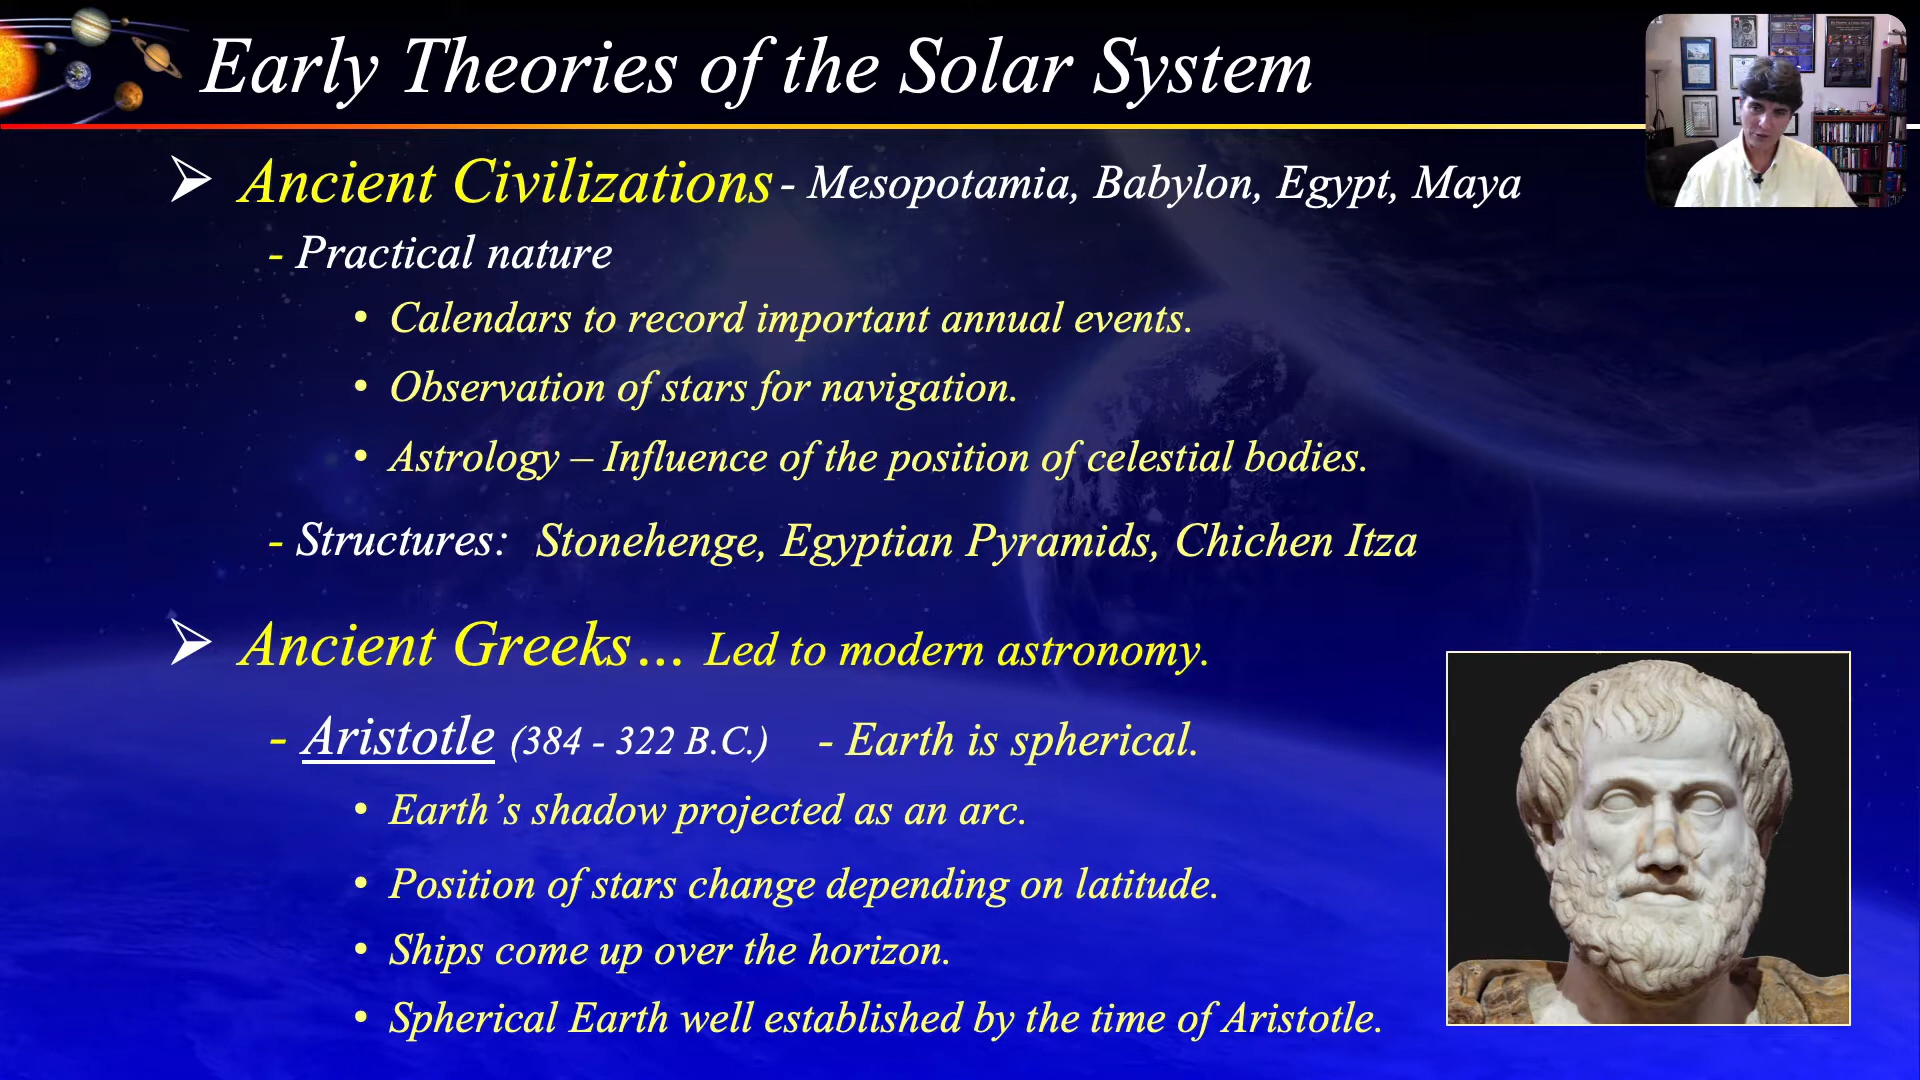 Early Theories of the Solar System
➢ Ancient Civilizations - Mesopotamia, Babylon, Egypt, Maya
- Practical nature
• Calendars to record important annual events.
• Observation of stars for navigation.
• Astrology – Influence of the position of celestial bodies.
- Structures: Stonehenge, Egyptian Pyramids, Chichen Itza
➢ Ancient Greeks... Led to modern astronomy.
- Aristotle (384 - 322 B.C.) - Earth is spherical.
• Earth’s shadow projected as an arc.
• Position of stars change depending on latitude.
• Ships come up over the horizon.
• Spherical Earth well established by the time of Aristotle.